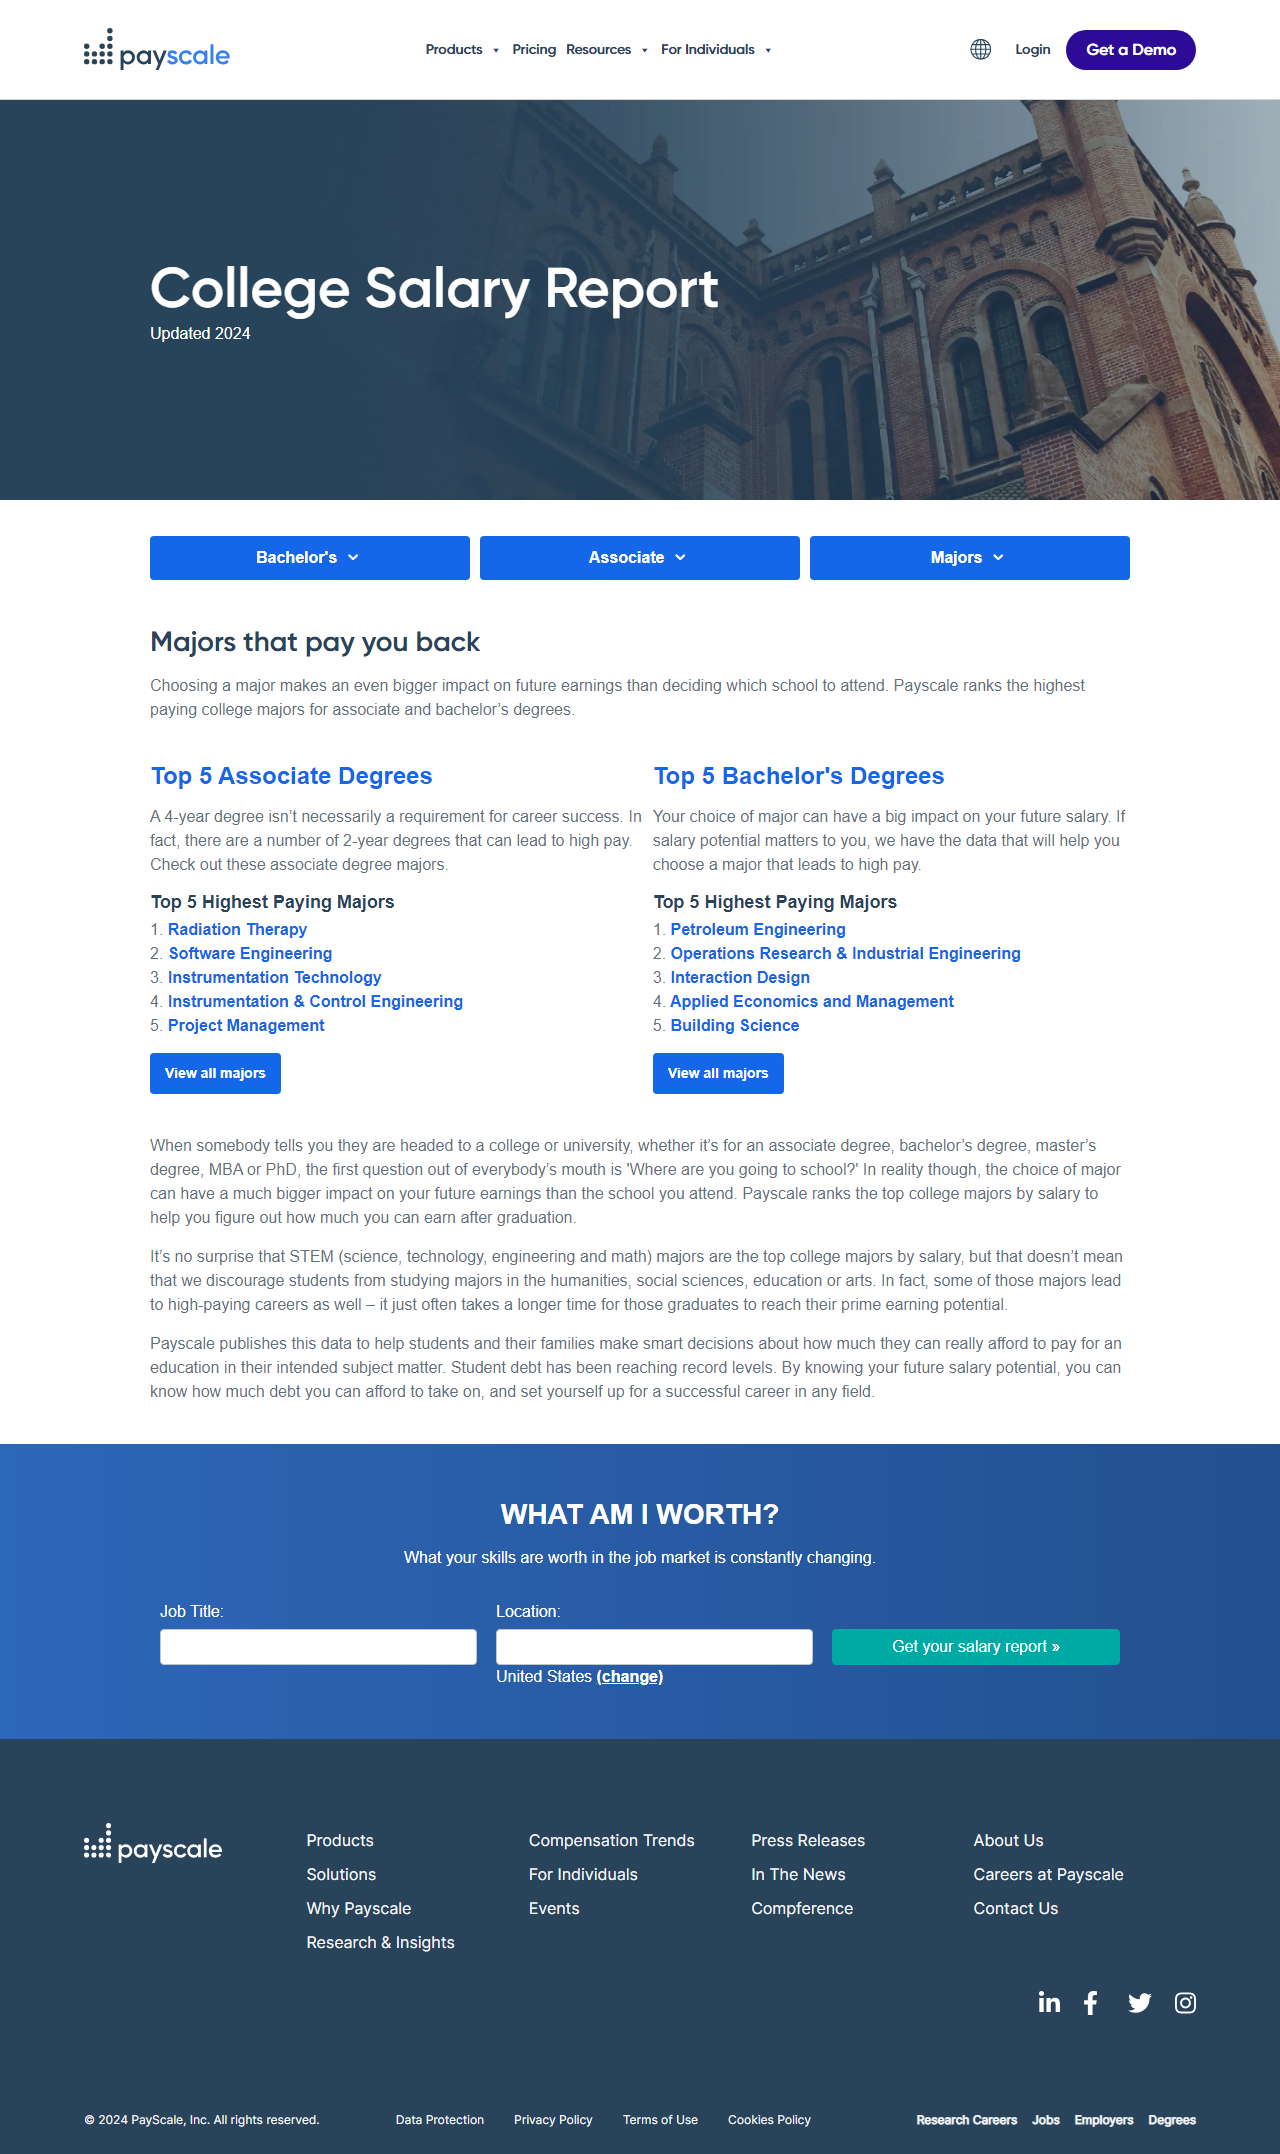 payscale
Products Pricing Resources For Individuals
Login
Get a Demo
College Salary Report
Updated 2024
Bachelor's
Associate
Majors
Majors that pay you back
Choosing a major makes an even bigger impact on future earnings than deciding which school to attend. Payscale ranks the highest
paying college majors for associate and bachelor’s degrees.
Top 5 Associate Degrees
A 4-year degree isn’t necessarily a requirement for career success. In
fact, there are a number of 2-year degrees that can lead to high pay.
Check out these associate degree majors.
Top 5 Highest Paying Majors
1. Radiation Therapy
2. Software Engineering
3. Instrumentation Technology
4. Instrumentation & Control Engineering
5. Project Management
View all majors
Top 5 Bachelor's Degrees
Your choice of major can have a big impact on your future salary. If
salary potential matters to you, we have the data that will help you
choose a major that leads to high pay.
Top 5 Highest Paying Majors
1. Petroleum Engineering
2. Operations Research & Industrial Engineering
3. Interaction Design
4. Applied Economics and Management
5. Building Science
View all majors
When somebody tells you they are headed to a college or university, whether it’s for an associate degree, bachelor’s degree, master’s
degree, MBA or PhD, the first question out of everybody’s mouth is 'Where are you going to school?' In reality though, the choice of major
can have a much bigger impact on your future earnings than the school you attend. Payscale ranks the top college majors by salary to
help you figure out how much you can earn after graduation.
It’s no surprise that STEM (science, technology, engineering and math) majors are the top college majors by salary, but that doesn’t mean
that we discourage students from studying majors in the humanities, social sciences, education or arts. In fact, some of those majors lead
to high-paying careers as well – it just often takes a longer time for those graduates to reach their prime earning potential.
Payscale publishes this data to help students and their families make smart decisions about how much they can really afford to pay for an
education in their intended subject matter. Student debt has been reaching record levels. By knowing your future salary potential, you can
know how much debt you can afford to take on, and set yourself up for a successful career in any field.
WHAT AM I WORTH?
What your skills are worth in the job market is constantly changing.
Job Title:
Location:
Get your salary report »
United States (change)
payscale
Products
Solutions
Why Payscale
Research & Insights
Compensation Trends
For Individuals
Events
Press Releases
In The News
Compference
About Us
Careers at Payscale
Contact Us
© 2024 PayScale, Inc. All rights reserved.
Data Protection Privacy Policy Terms of Use Cookies Policy
Research Careers Jobs Employers Degrees